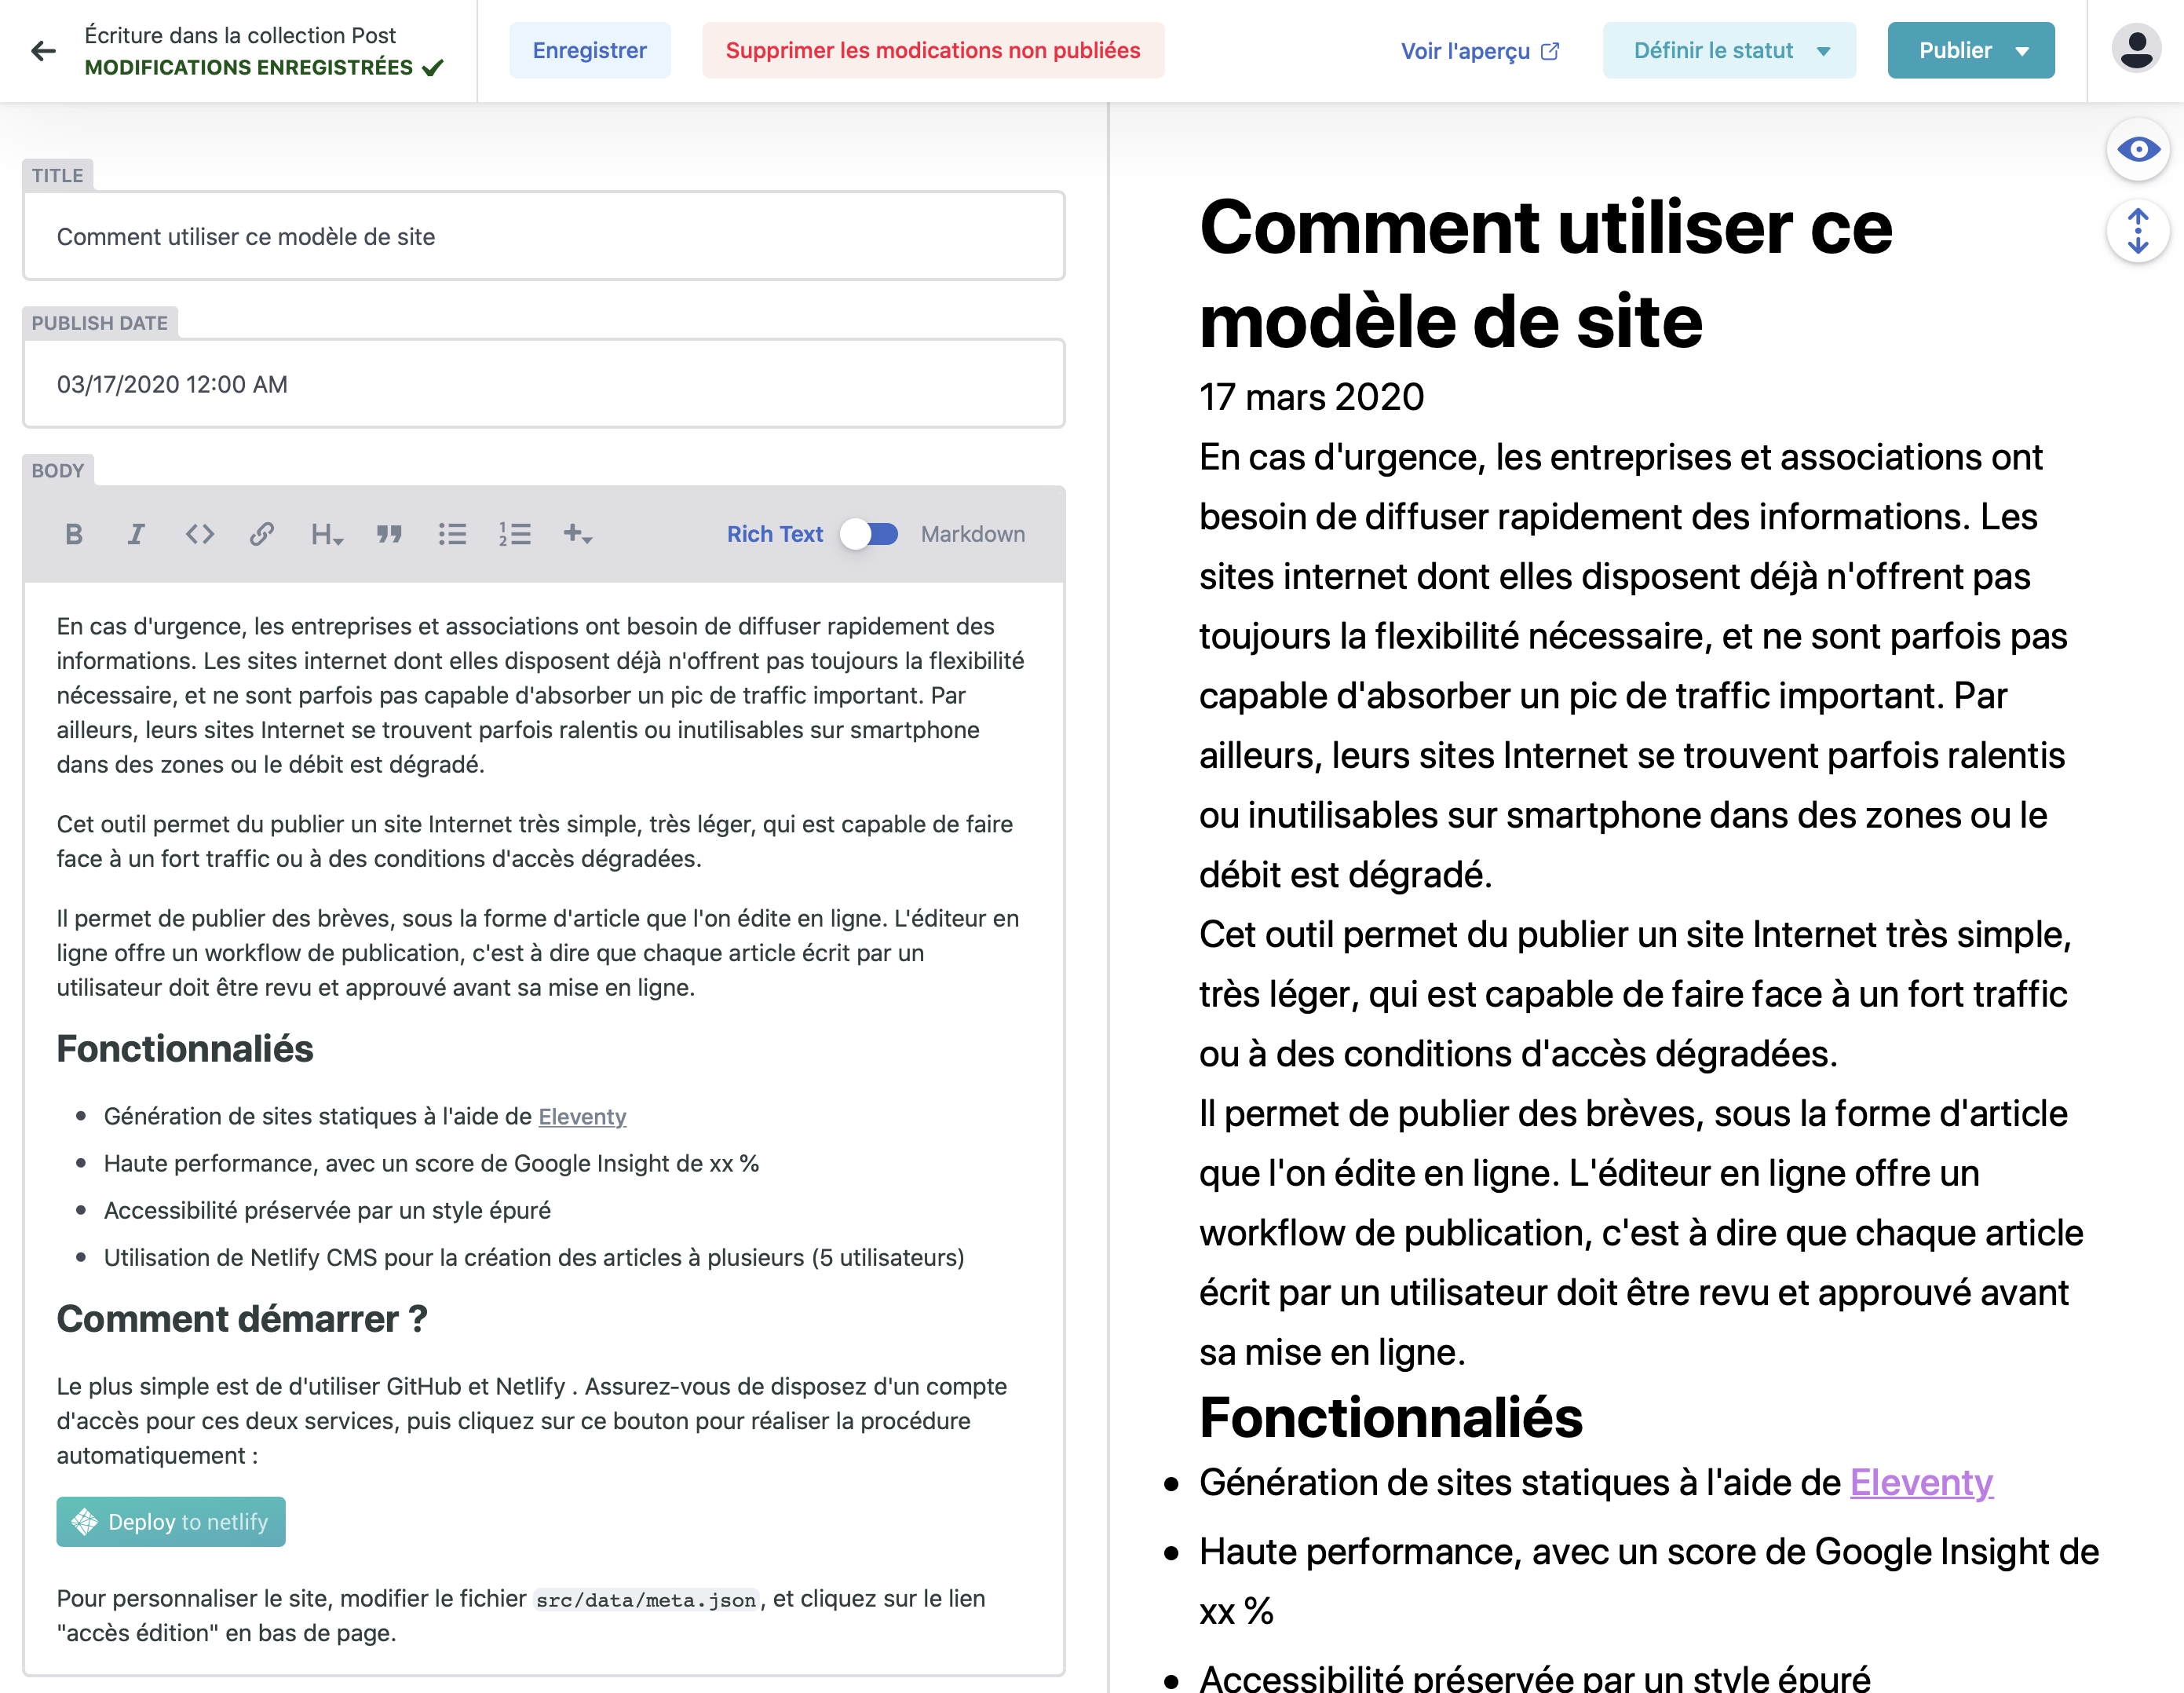 Écriture dans la collection Post
MODIFICATIONS ENREGISTRÉES
Enregistrer
Supprimer les modications non publiées
Voir l'aperçu
Définir le statut
Publier
TITLE
Comment utiliser ce modèle de site
PUBLISH DATE
03/17/2020 12:00 AM
BODY
Rich Text
Markdown
En cas d'urgence, les entreprises et associations ont besoin de diffuser rapidement des
informations. Les sites internet dont elles disposent déjà n'offrent pas toujours la flexibilité
nécessaire, et ne sont parfois pas capable d'absorber un pic de traffic important. Par
ailleurs, leurs sites Internet se trouvent parfois ralentis ou inutilisables sur smartphone
dans des zones ou le débit est dégradé.
Cet outil permet du publier un site Internet très simple, très léger, qui est capable de faire
face à un fort traffic ou à des conditions d'accès dégradées.
Il permet de publier des brèves, sous la forme d'article que l'on édite en ligne. L'éditeur en
ligne offre un workflow de publication, c'est à dire que chaque article écrit par un
utilisateur doit être revu et approuvé avant sa mise en ligne.
Fonctionnaliés
Génération de sites statiques à l'aide de Eleventy
Haute performance, avec un score de Google Insight de xx %
Accessibilité préservée par un style épuré
Utilisation de Netlify CMS pour la création des articles à plusieurs (5 utilisateurs)
Comment démarrer ?
Le plus simple est de d'utiliser GitHub et Netlify . Assurez-vous de disposez d'un compte
d'accès pour ces deux services, puis cliquez sur ce bouton pour réaliser la procédure
automatiquement :
Deploy to netlify
Pour personnaliser le site, modifier le fichier src/data/meta.json, et cliquez sur le lien
"accès édition" en bas de page.
Comment utiliser ce
modèle de site
17 mars 2020
En cas d'urgence, les entreprises et associations ont
besoin de diffuser rapidement des informations. Les
sites internet dont elles disposent déjà n'offrent pas
toujours la flexibilité nécessaire, et ne sont parfois pas
capable d'absorber un pic de traffic important. Par
ailleurs, leurs sites Internet se trouvent parfois ralentis
ou inutilisables sur smartphone dans des zones ou le
débit est dégradé.
Cet outil permet du publier un site Internet très simple,
très léger, qui est capable de faire face à un fort traffic
ou à des conditions d'accès dégradées.
Il permet de publier des brèves, sous la forme d'article
que l'on édite en ligne. L'éditeur en ligne offre un
workflow de publication, c'est à dire que chaque article
écrit par un utilisateur doit être revu et approuvé avant
sa mise en ligne.
Fonctionnaliés
Génération de sites statiques à l'aide de Eleventy
Haute performance, avec un score de Google Insight de
xx %
Accessibilité préservée par un style épuré